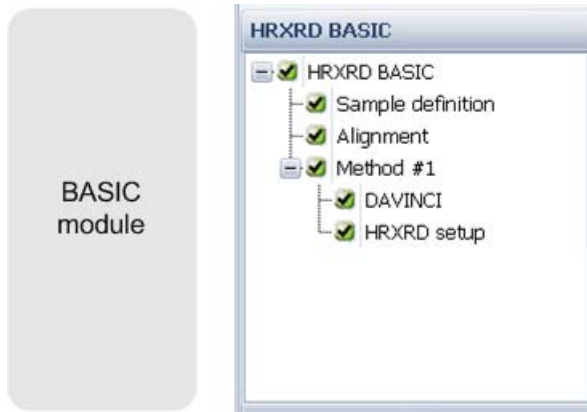 BASIC
module
HRXRD BASIC
HRXRD BASIC
Sample definition
Alignment
Method #1
DAVINCI
HRXRD setup